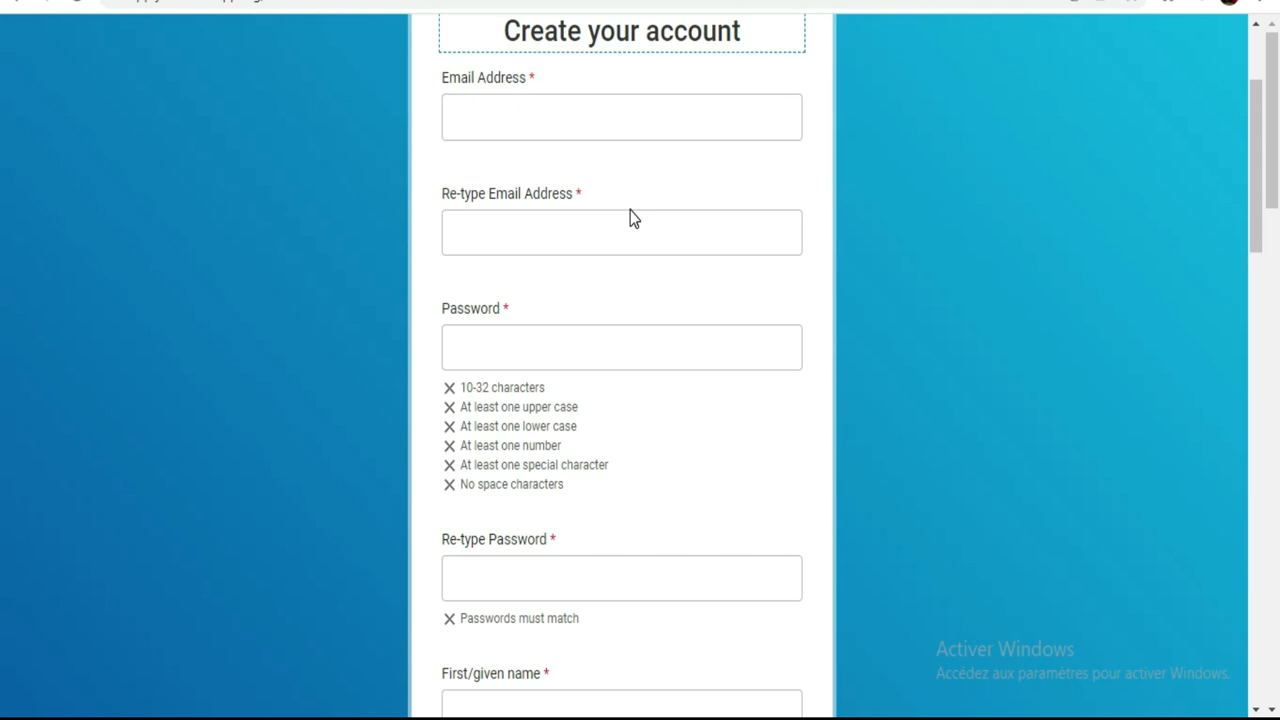 Create your account
Email Address *
Re-type Email Address *
Password *
10-32 characters
At least one upper case
At least one lower case
At least one number
At least one special character
No space characters
Re-type Password *
Passwords must match
First/given name *
Activer Windows
Accédez aux paramètres pour activer Windows.